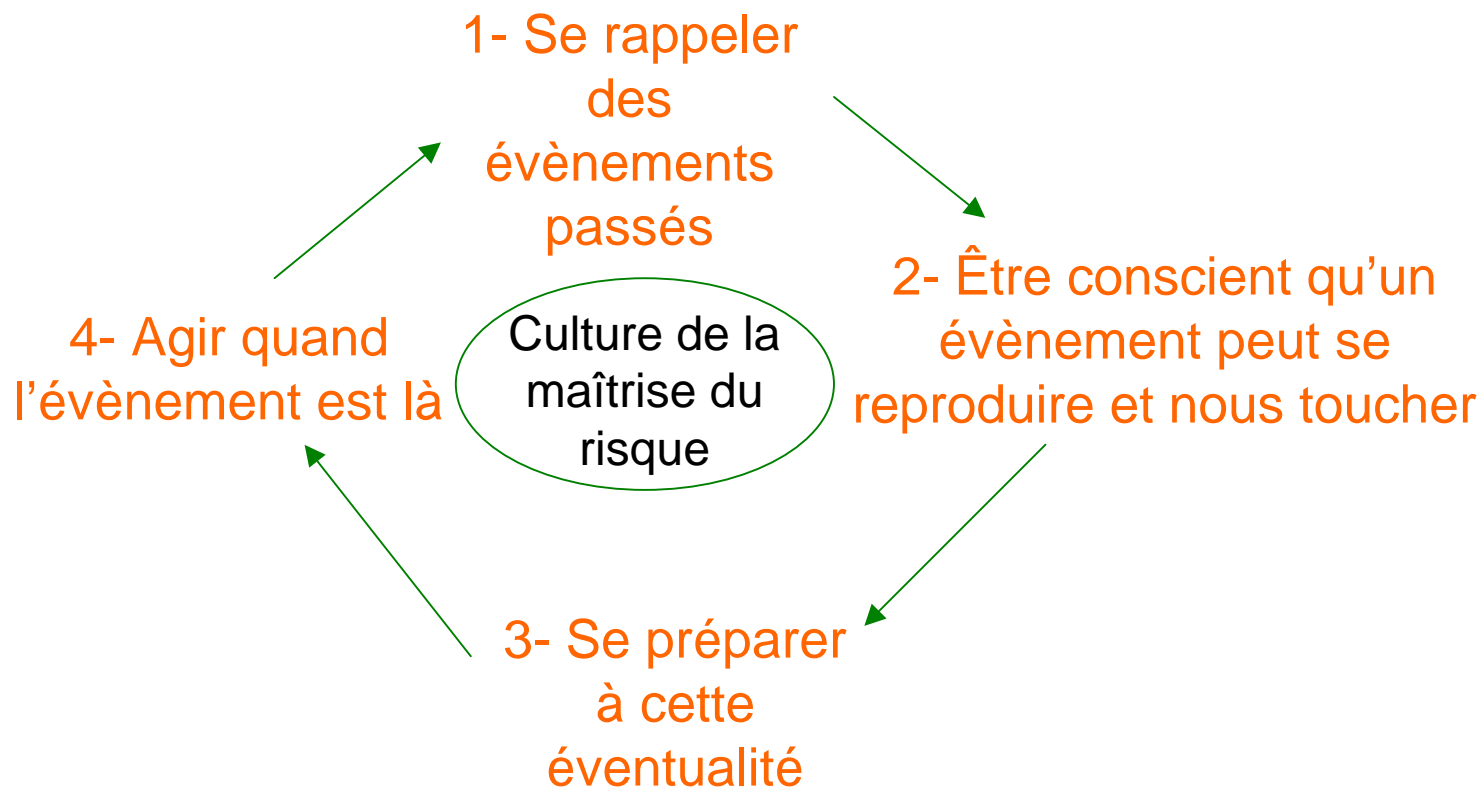 1- Se rappeler
des
évènements
passés
2- Être conscient qu’un
évènement peut se
reproduire et nous toucher
3- Se préparer
à cette
éventualité
4- Agir quand
l’évènement est là
Culture de la
maîtrise du
risque